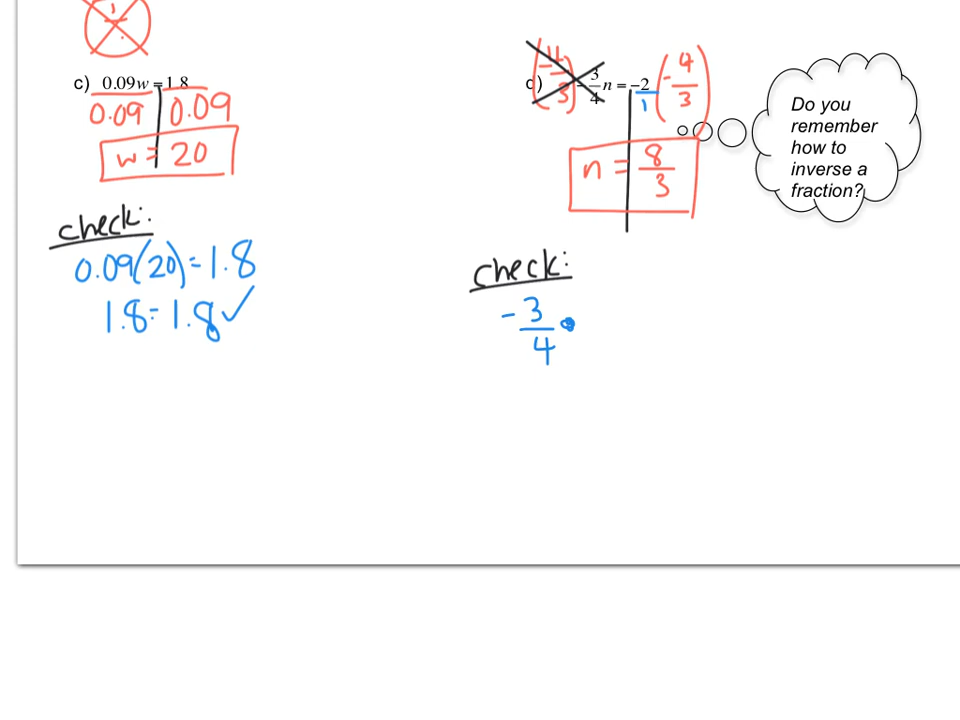 c) 0.09w = 1.8
0.09 | 0.09
w = 20
check:
0.09(20) = 1.8
1.8 = 1.8 ✓
d) (-4/3) -3/4 n = -2/1 (-4/3)
n = 8/3
check:
-3/4 •
Do you
remember
how to
inverse a
fraction?